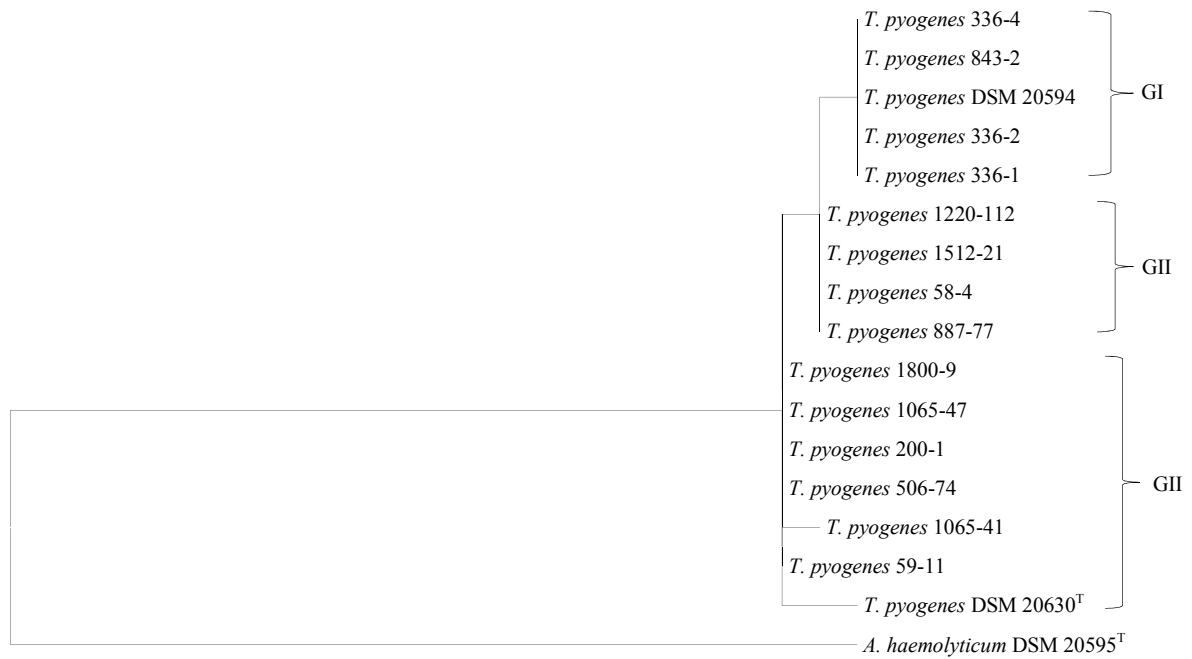 T. pyogenes 336-4
T. pyogenes 843-2
T. pyogenes DSM 20594
GI
T. pyogenes 336-2
T. pyogenes 336-1
T. pyogenes 1220-112
T. pyogenes 1512-21
GII
T. pyogenes 58-4
T. pyogenes 887-77
T. pyogenes 1800-9
T. pyogenes 1065-47
T. pyogenes 200-1
T. pyogenes 506-74
GII
T. pyogenes 1065-41
T. pyogenes 59-11
T. pyogenes DSM 20630ᵀ
A. haemolyticum DSM 20595ᵀ